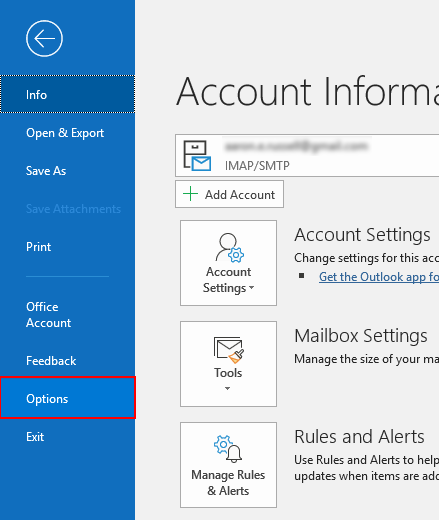 Info
Open & Export
Save As
Save Attachments
Print
Office
Account
Feedback
Options
Exit
Account Informa
IMAP/SMTP
Add Account
Account
Settings
Account Settings
Change settings for this acc
Get the Outlook app fo
Tools
Mailbox Settings
Manage the size of your ma
Manage Rules
& Alerts
Rules and Alerts
Use Rules and Alerts to help
updates when items are add